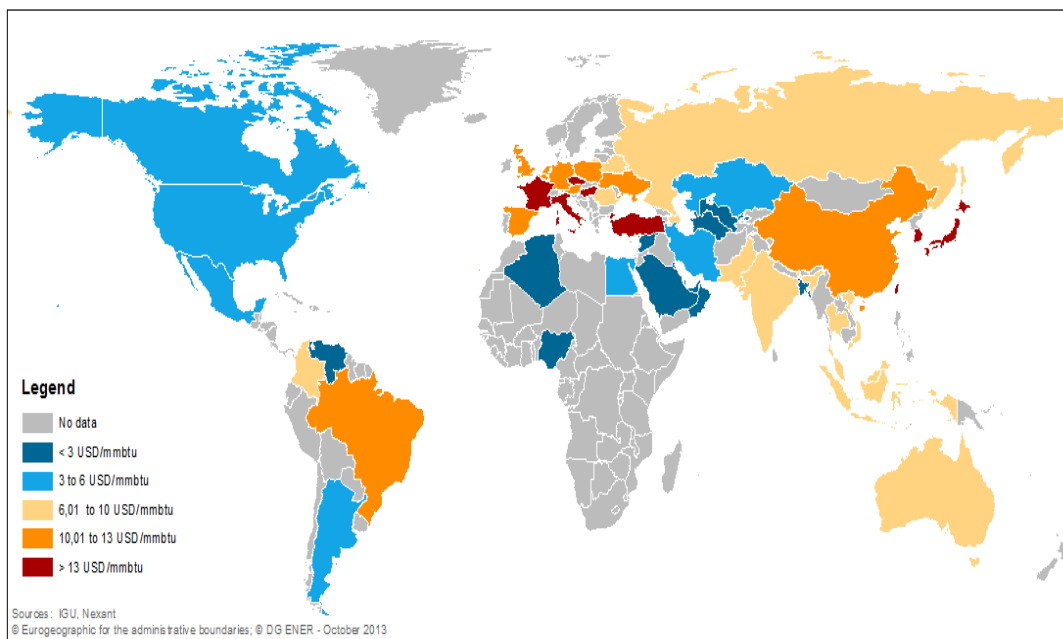 Legend
No data
< 3 USD/mmbtu
3 to 6 USD/mmbtu
6,01 to 10 USD/mmbtu
10,01 to 13 USD/mmbtu
> 13 USD/mmbtu
Sources: IGU, Nexant
© Eurogeographic for the administrative boundaries; © DG ENER - October 2013